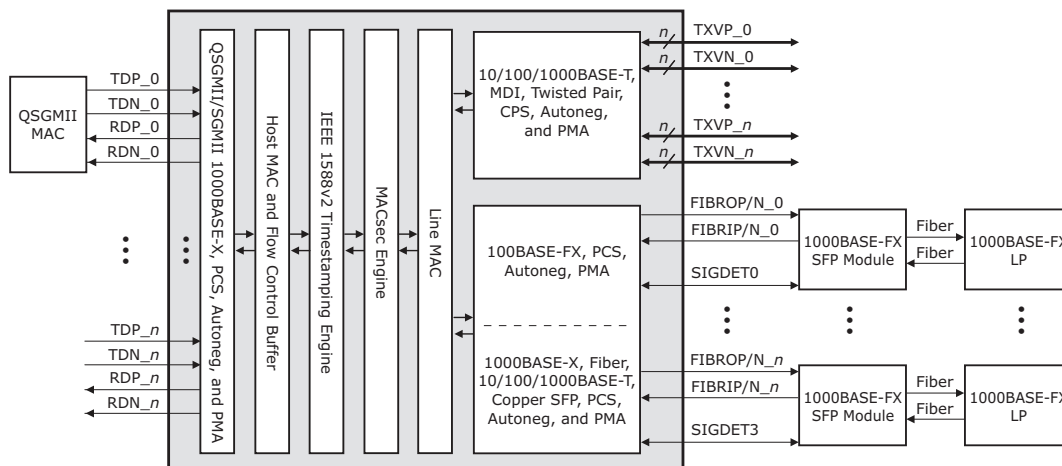 QSGMII
MAC
TDP_0
TDN_0
RDP_0
RDN_0
TDP_n
TDN_n
RDP_n
RDN_n
QSGMII/SGMII 1000BASE-X, PCS, Autoneg, and PMA
Host MAC and Flow Control Buffer
IEEE 1588v2 Timestamping Engine
MACsec Engine
Line MAC
10/100/1000BASE-T,
MDI, Twisted Pair,
CPS, Autoneg,
and PMA
n
TXVP_0
n
TXVN_0
n
TXVP_n
n
TXVN_n
100BASE-FX, PCS,
Autoneg, PMA
1000BASE-X, Fiber,
10/100/1000BASE-T,
Copper SFP, PCS,
Autoneg, and PMA
FIBROP/N_0
FIBRIP/N_0
SIGDET0
1000BASE-FX
SFP Module
Fiber
Fiber
1000BASE-FX
LP
FIBROP/N_n
FIBRIP/N_n
SIGDET3
1000BASE-FX
SFP Module
Fiber
Fiber
1000BASE-FX
LP